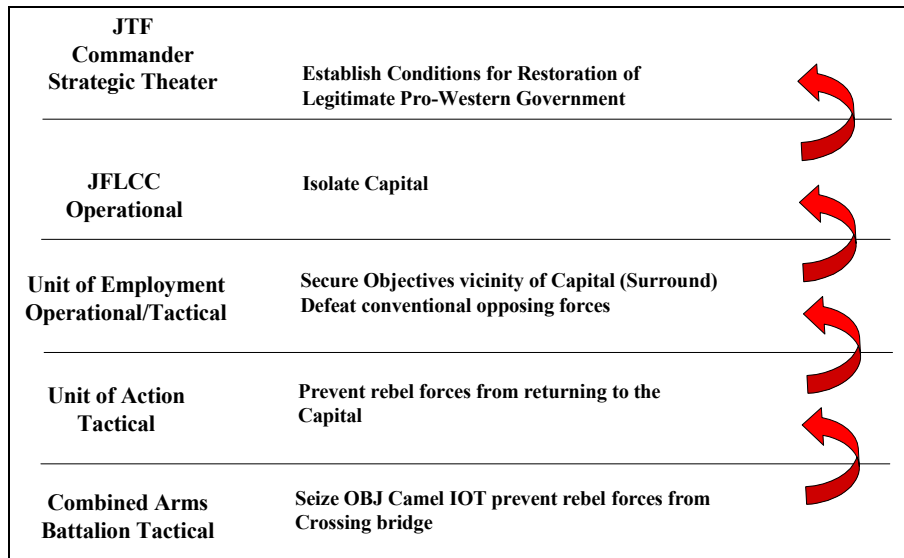 JTF
Commander
Strategic Theater
Establish Conditions for Restoration of
Legitimate Pro-Western Government
JFLCC
Operational
Isolate Capital
Unit of Employment
Operational/Tactical
Secure Objectives vicinity of Capital (Surround)
Defeat conventional opposing forces
Unit of Action
Tactical
Prevent rebel forces from returning to the
Capital
Combined Arms
Battalion Tactical
Seize OBJ Camel IOT prevent rebel forces from
Crossing bridge